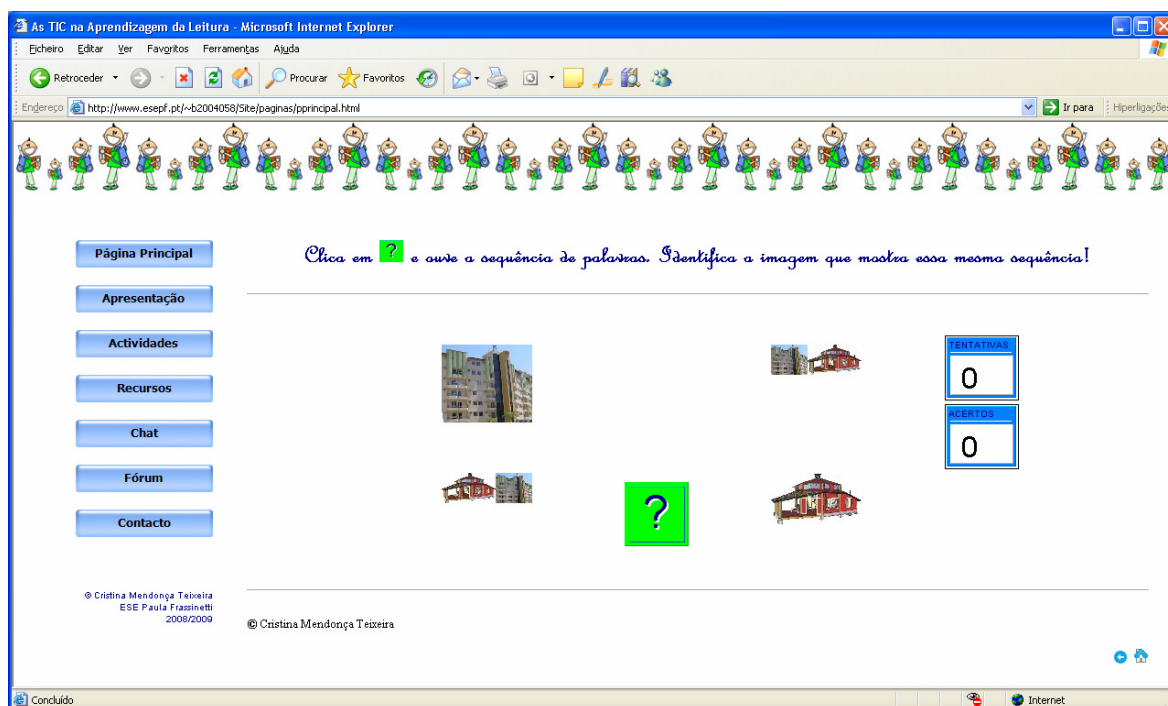 As TIC na Aprendizagem da Leitura - Microsoft Internet Explorer
Ficheiro Editar Ver Favoritos Ferramentas Ajuda
Retroceder Procurar Favoritos
Endereço http://www.esepf.pt/~b2004058/Site/paginas/pprincipal.html Ir para Hiperligações
Clica em ? e ouve a sequência de palavras. Identifica a imagem que mostra essa mesma sequência!
Página Principal
Apresentação
Actividades
Recursos
Chat
Fórum
Contacto
TENTATIVAS
0
ACERTOS
0
?
© Cristina Mendonça Teixeira
ESE Paula Frassinetti
2008/2009
© Cristina Mendonça Teixeira
Concluído Internet